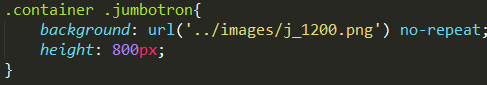 .container .jumbotron{
    background: url('../images/j_1200.png') no-repeat;
    height: 800px;
}